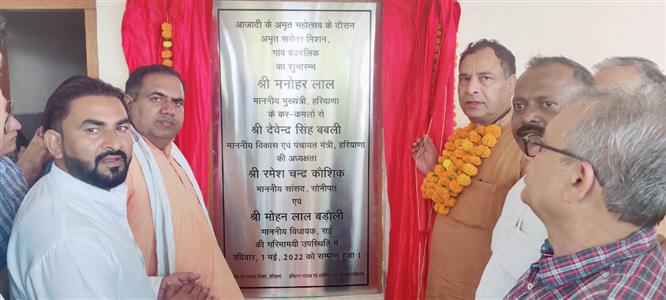 आजादी के अमृत महोत्सव के दौरान
अमृत सरोवर मिशन,
गांव बढमलिक
का शुभारम्भ
श्री मनोहर लाल
माननीय मुख्यमंत्री, हरियाणा
के कर-कमलों से
श्री देवेन्द्र सिंह बबली
माननीय विकास एवं पंचायत मंत्री, हरियाणा
की अध्यक्षता
श्री रमेश चन्द्र कौशिक
माननीय सांसद, सोनीपत
एवं
श्री मोहन लाल बडौली
माननीय विधायक, राई
की गरिमामयी उपस्थिति में
रविवार, 1 मई, 2022 को सम्पन्न हुआ।